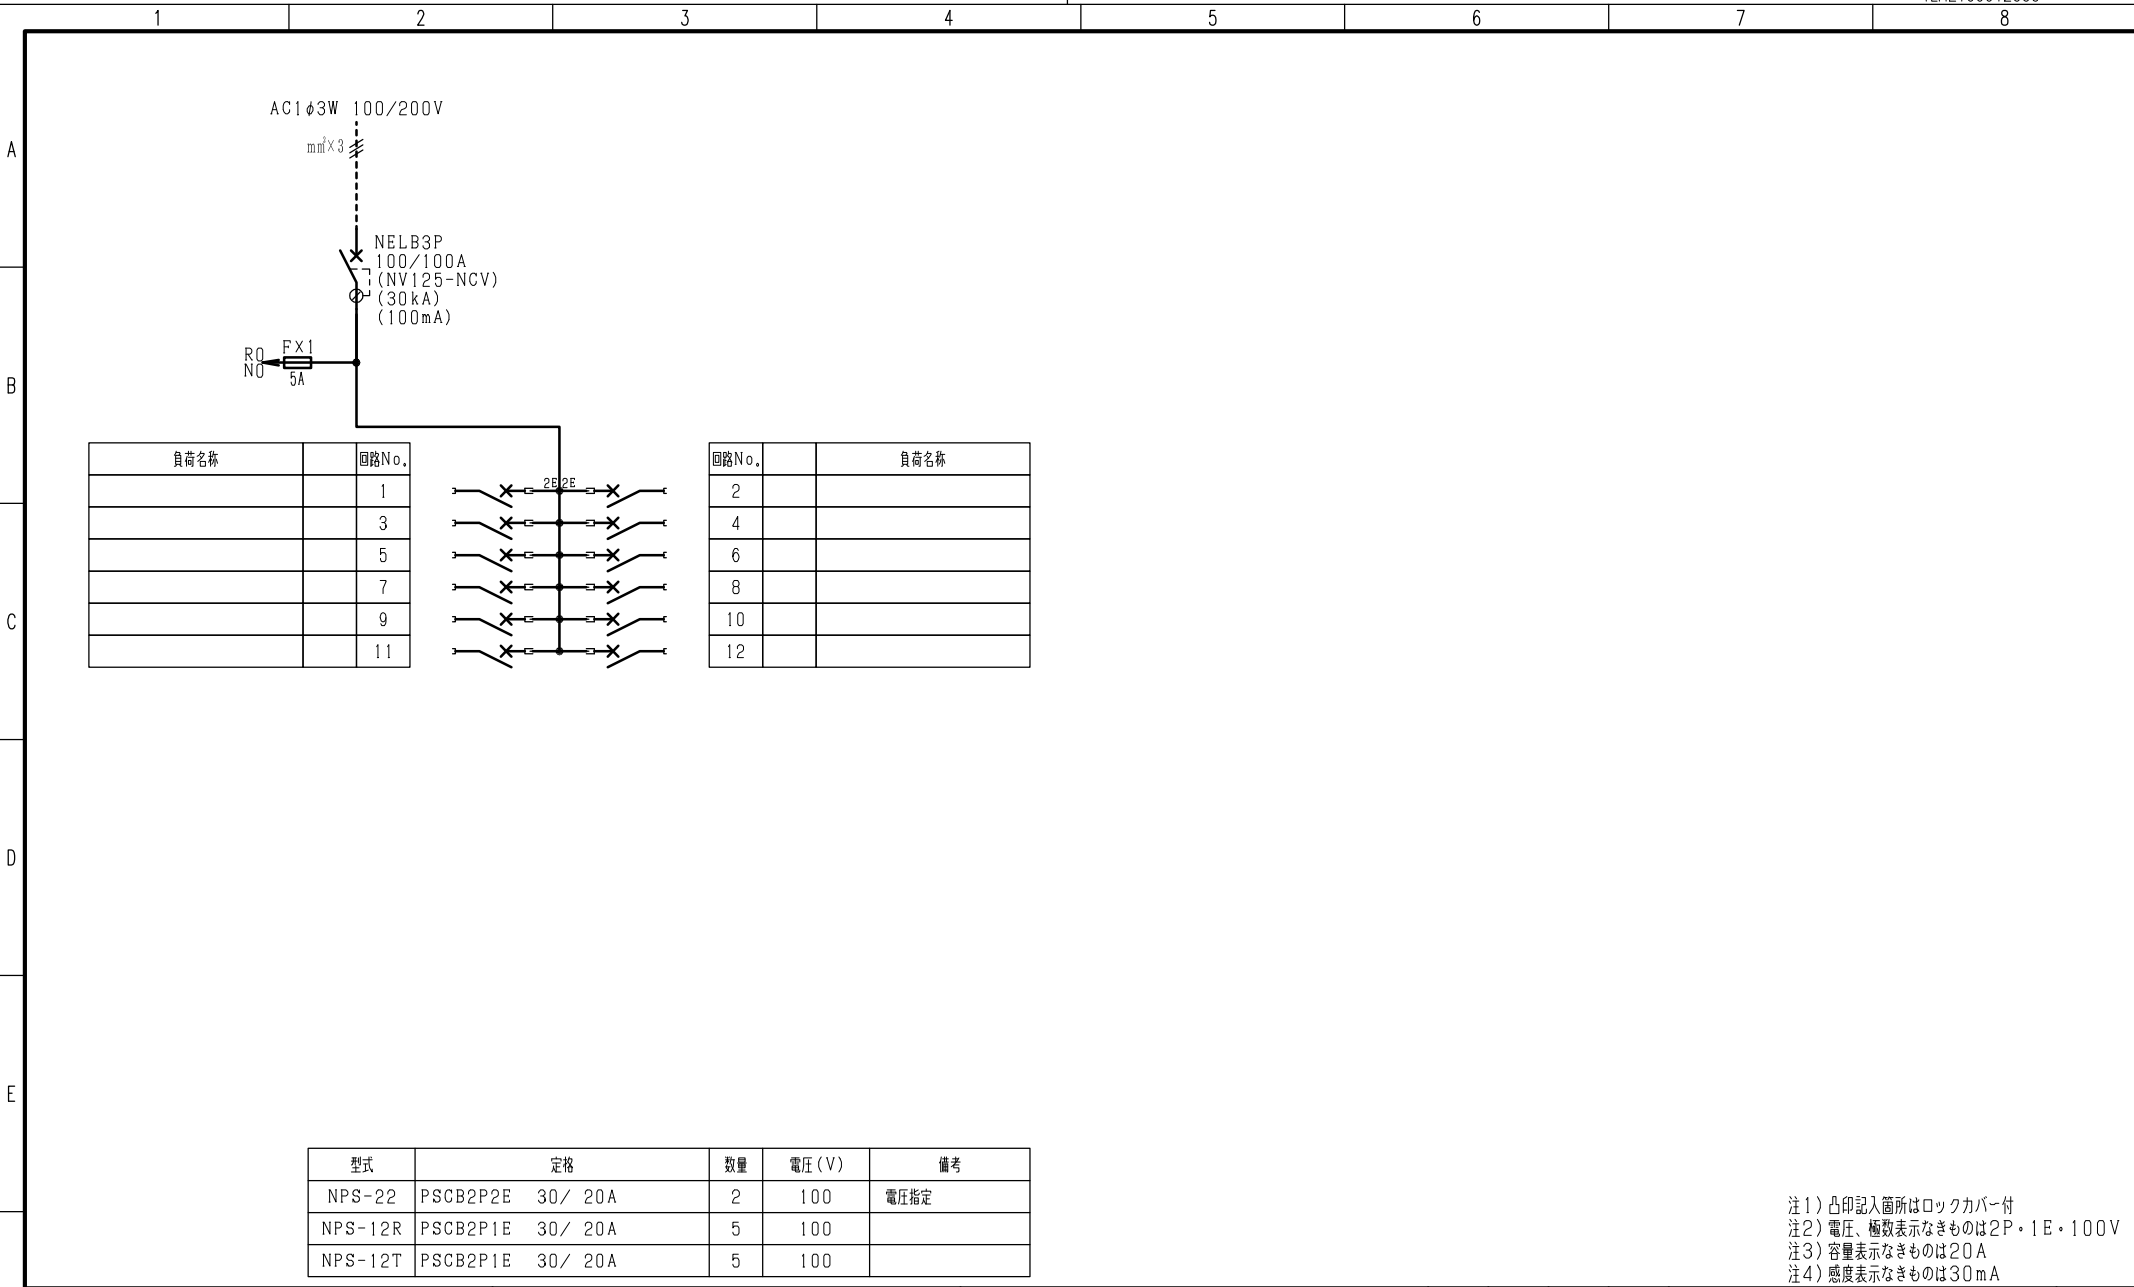 1 2 3 4 5 6 7 8
A
B
C
D
E
AC1φ3W 100/200V
mm²×3
NELB3P
100/100A
(NV125-NCV)
(30kA)
(100mA)
R0
N0
F×1
5A
負荷名称 回路No.
1
3
5
7
9
11
2E 2E
回路No. 負荷名称
2
4
6
8
10
12
型式 定格 数量 電圧(V) 備考
NPS-22 PSCB2P2E 30/ 20A 2 100 電圧指定
NPS-12R PSCB2P1E 30/ 20A 5 100
NPS-12T PSCB2P1E 30/ 20A 5 100
注1)凸印記入箇所はロックカバー付
注2)電圧、極数表示なきものは2P・1E・100V
注3)容量表示なきものは20A
注4)感度表示なきものは30mA